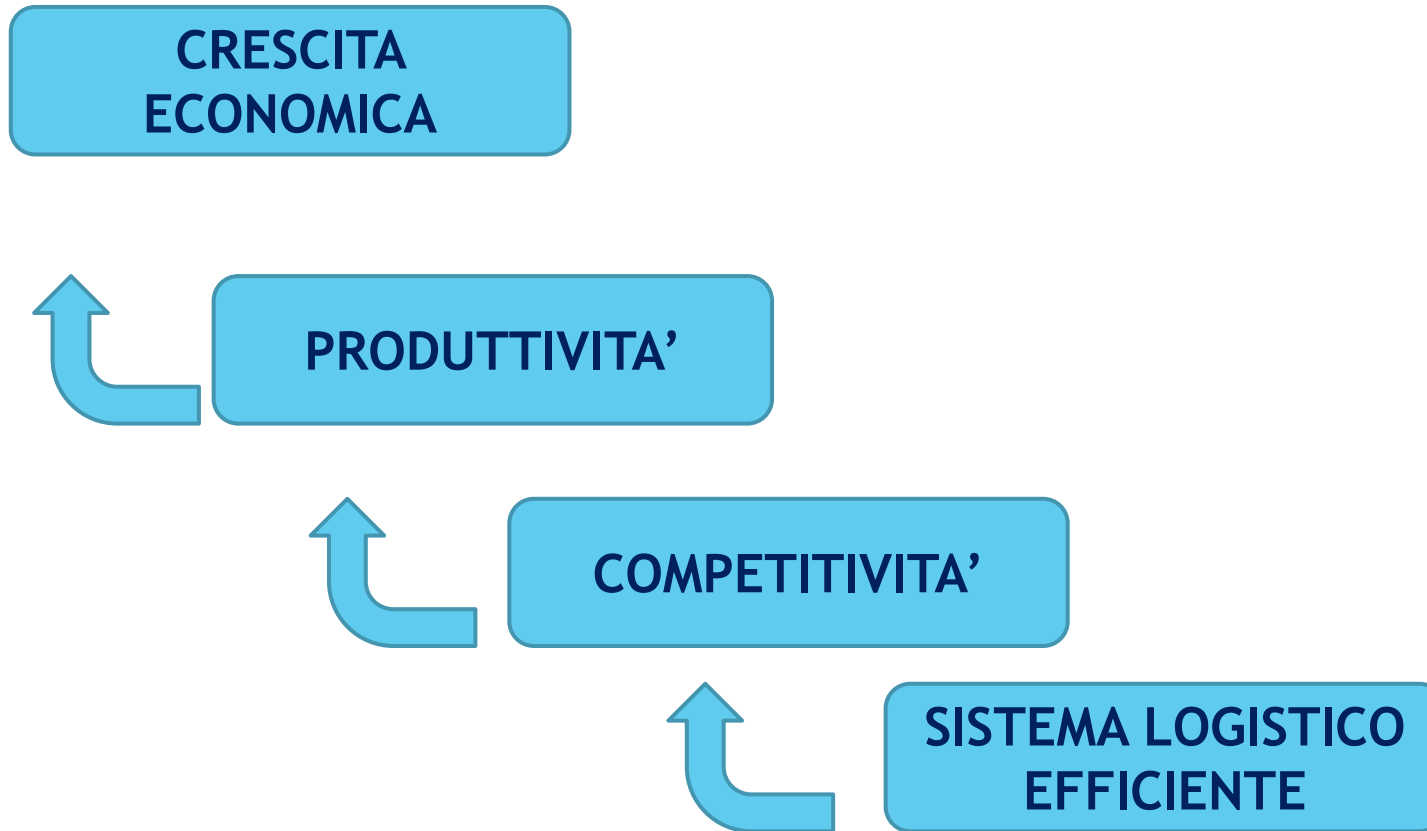 CRESCITA
ECONOMICA
PRODUTTIVITA’
COMPETITIVITA’
SISTEMA LOGISTICO
EFFICIENTE